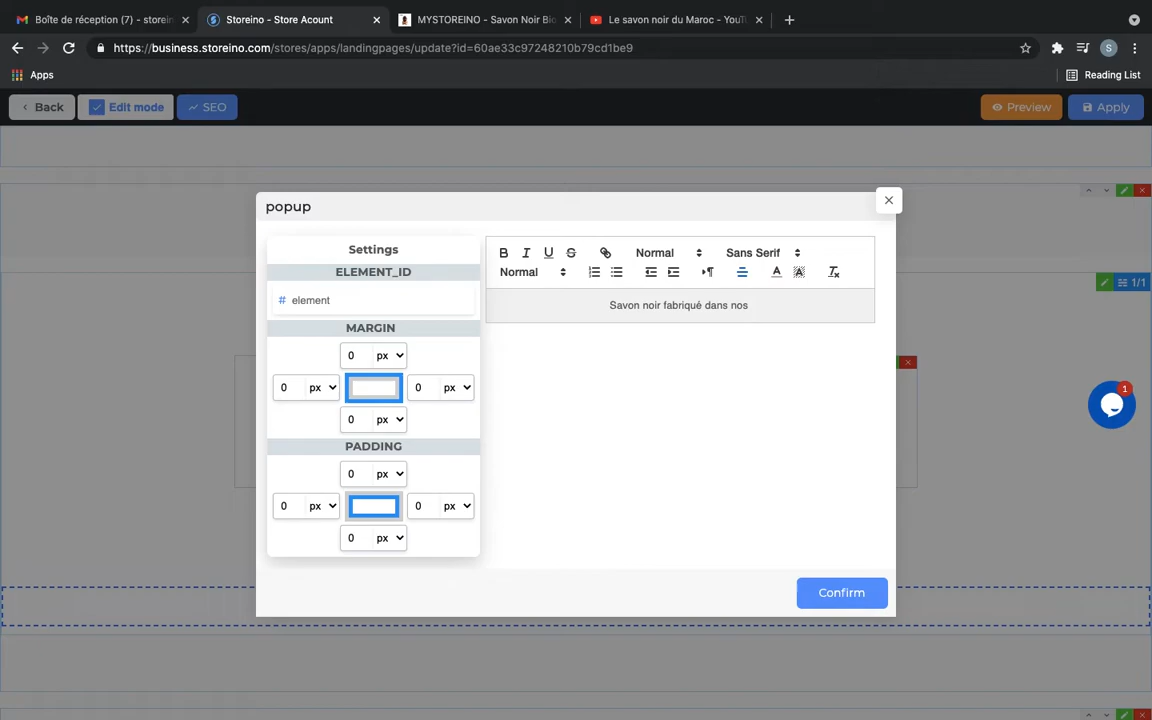 Boîte de réception (7) - storein
Storeino - Store Acount
MYSTOREINO - Savon Noir Bio
Le savon noir du Maroc - YouTu
https://business.storeino.com/stores/apps/landingpages/update?id=60ae33c97248210b79cd1be9
S
Apps
Reading List
Back
Edit mode
SEO
Preview
Apply
popup
Settings
ELEMENT_ID
# element
MARGIN
0 px
0 px
0 px
0 px
PADDING
0 px
0 px
0 px
0 px
B I U S
Normal
Sans Serif
Normal
A
A
Tx
Savon noir fabriqué dans nos
1/1
1
Confirm